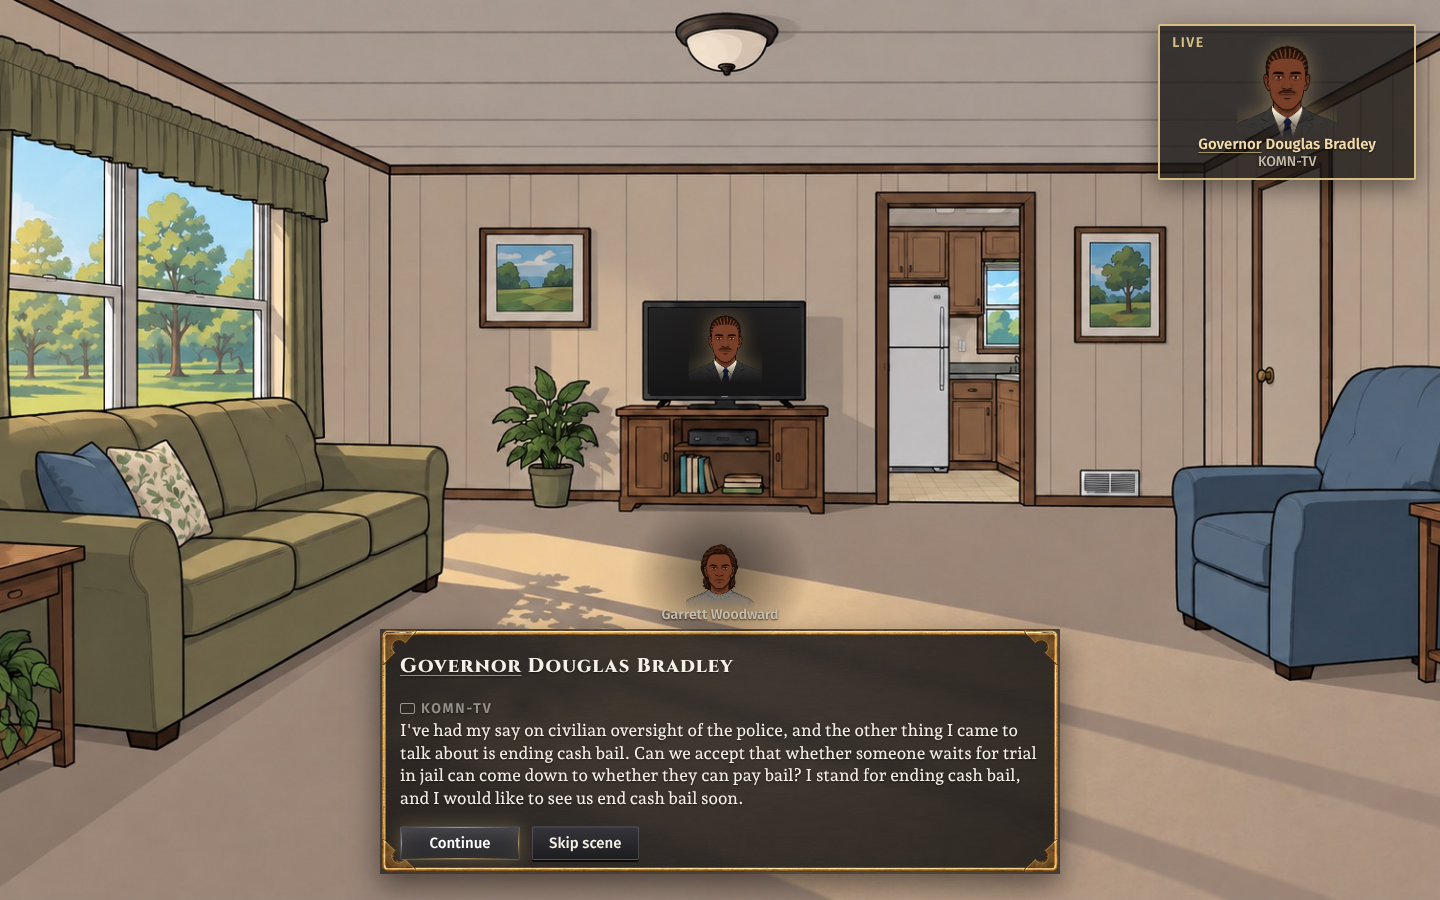 LIVE
Governor Douglas Bradley
KOMN-TV
Garrett Woodward
Governor Douglas Bradley
KOMN-TV
I've had my say on civilian oversight of the police, and the other thing I came to
talk about is ending cash bail. Can we accept that whether someone waits for trial
in jail can come down to whether they can pay bail? I stand for ending cash bail,
and I would like to see us end cash bail soon.
Continue
Skip scene